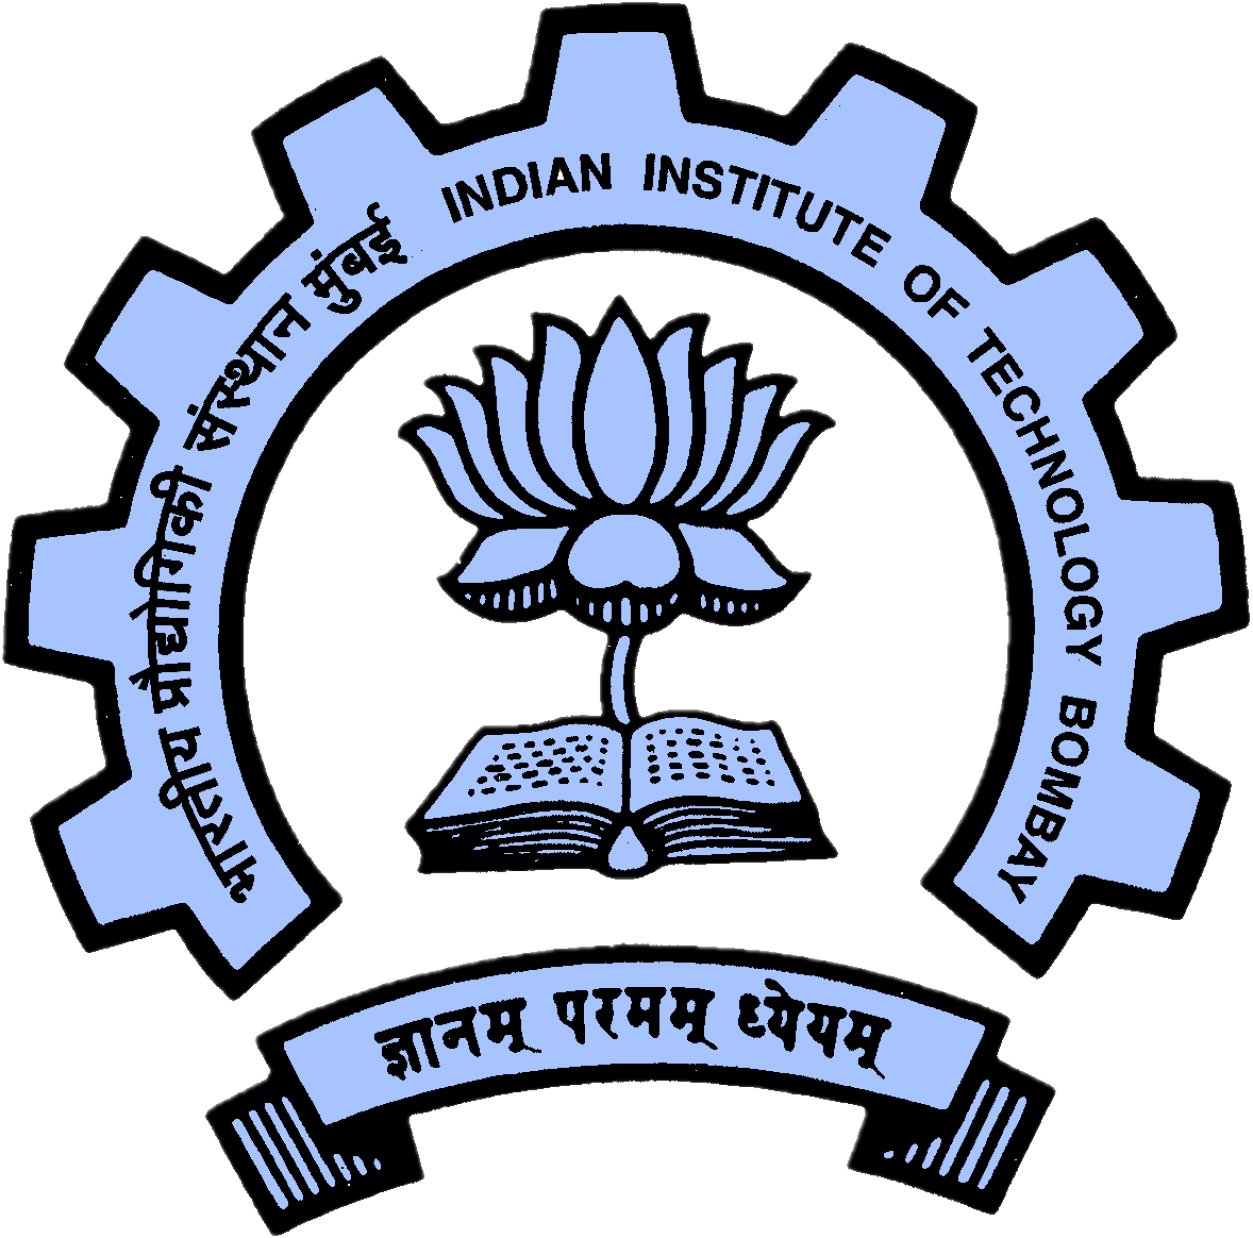 भारतीय प्रौद्योगिकी संस्थान मुंबई
INDIAN INSTITUTE OF TECHNOLOGY BOMBAY
ज्ञानम् परमम् ध्येयम्